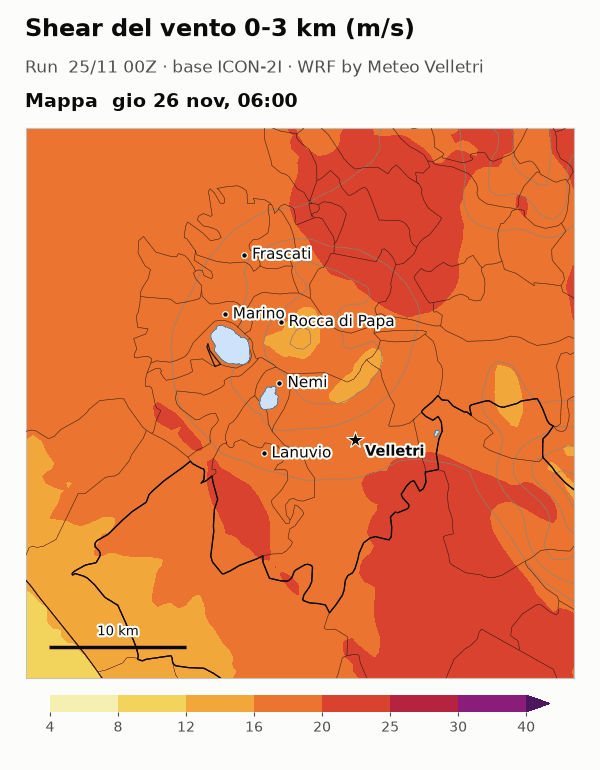 Shear del vento 0-3 km (m/s)
Run  25/11 00Z · base ICON-2I · WRF by Meteo Velletri
Mappa  gio 26 nov, 06:00
Frascati
Marino
Rocca di Papa
Nemi
Velletri
Lanuvio
10 km
4 8 12 16 20 25 30 40